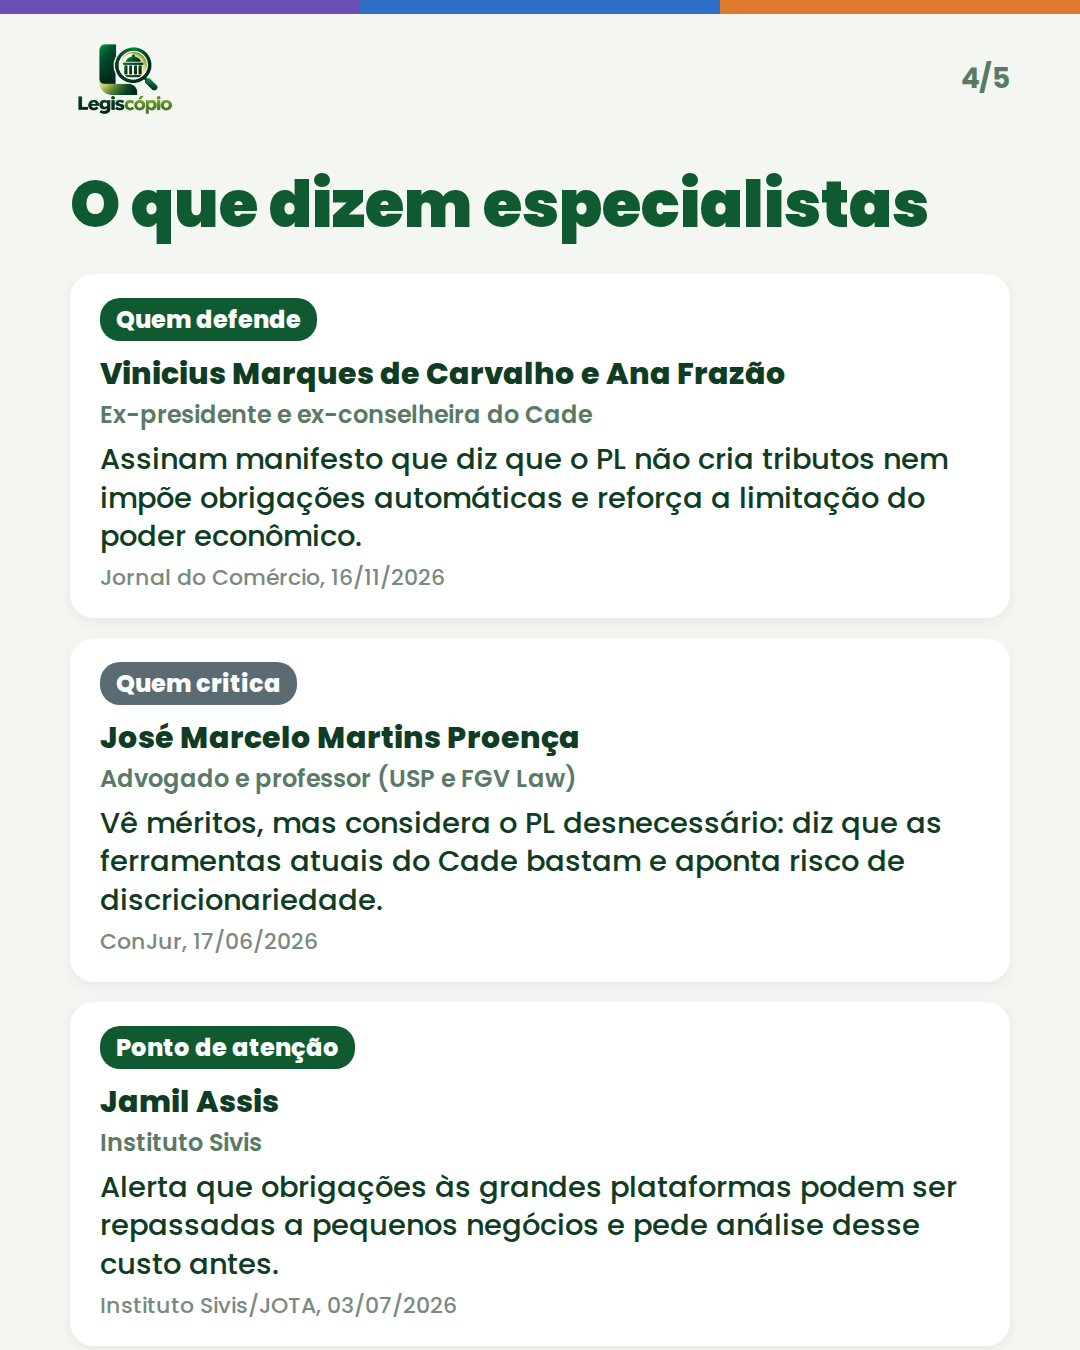 Legiscópio
4/5
O que dizem especialistas
Quem defende
Vinicius Marques de Carvalho e Ana Frazão
Ex-presidente e ex-conselheira do Cade
Assinam manifesto que diz que o PL não cria tributos nem
impõe obrigações automáticas e reforça a limitação do
poder econômico.
Jornal do Comércio, 16/11/2026
Quem critica
José Marcelo Martins Proença
Advogado e professor (USP e FGV Law)
Vê méritos, mas considera o PL desnecessário: diz que as
ferramentas atuais do Cade bastam e aponta risco de
discricionariedade.
ConJur, 17/06/2026
Ponto de atenção
Jamil Assis
Instituto Sivis
Alerta que obrigações às grandes plataformas podem ser
repassadas a pequenos negócios e pede análise desse
custo antes.
Instituto Sivis/JOTA, 03/07/2026